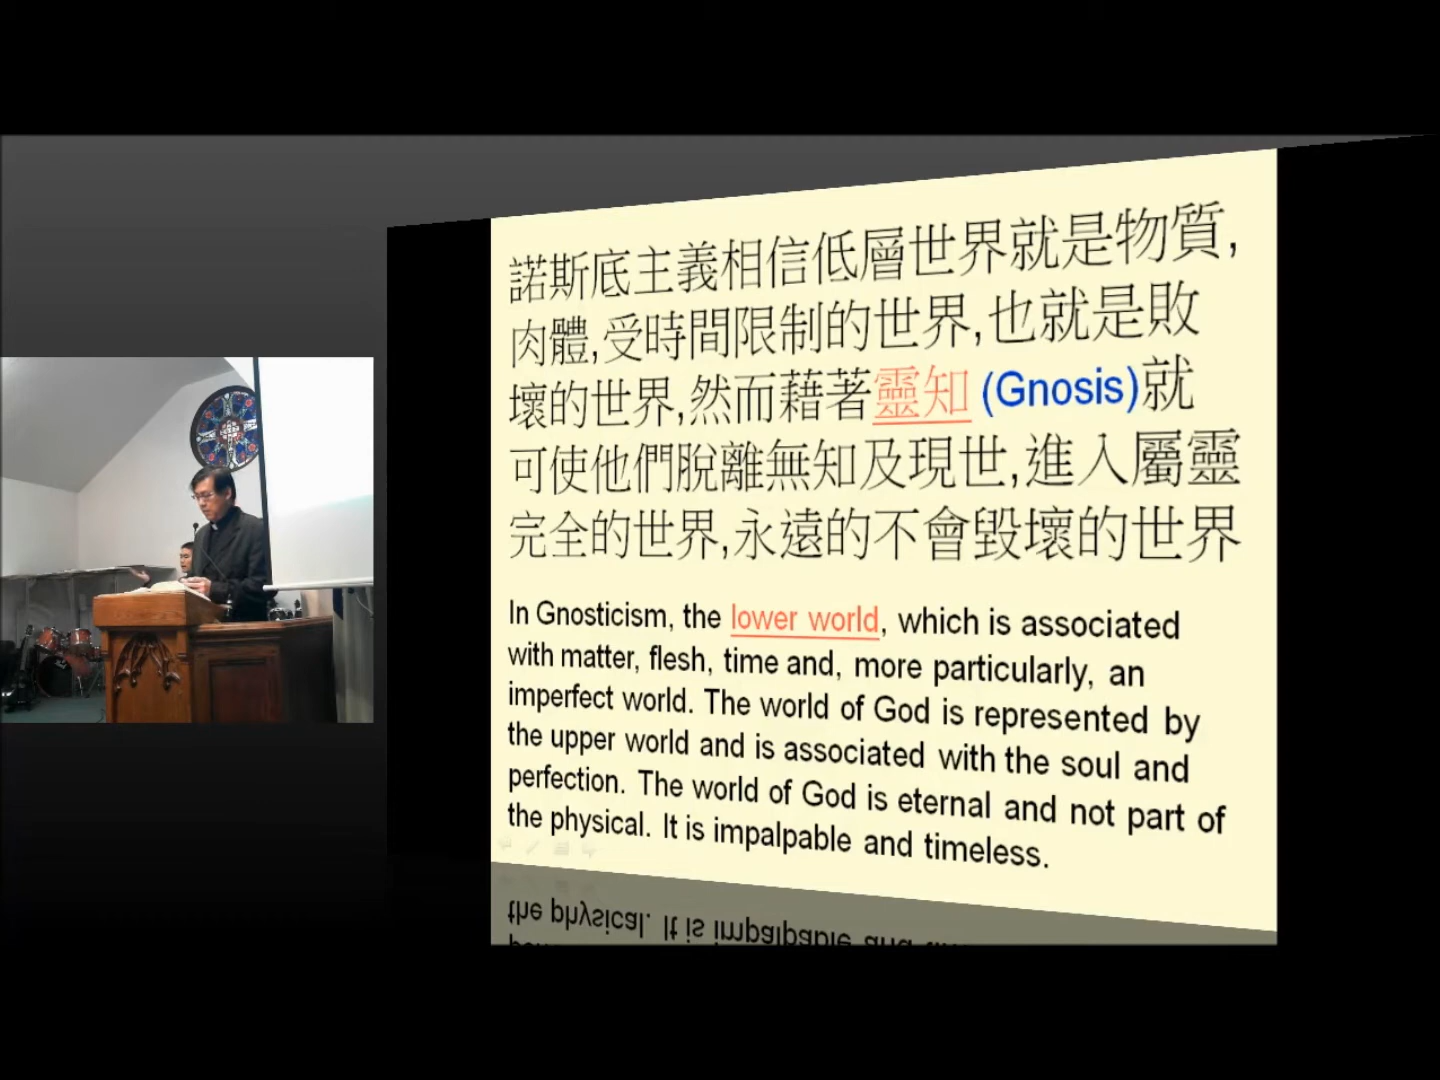 諾斯底主義相信低層世界就是物質,
肉體,受時間限制的世界,也就是敗
壞的世界,然而藉著靈知 (Gnosis)就
可使他們脫離無知及現世,進入屬靈
完全的世界,永遠的不會毀壞的世界
In Gnosticism, the lower world, which is associated
with matter, flesh, time and, more particularly, an
imperfect world. The world of God is represented by
the upper world and is associated with the soul and
perfection. The world of God is eternal and not part of
the physical. It is impalpable and timeless.